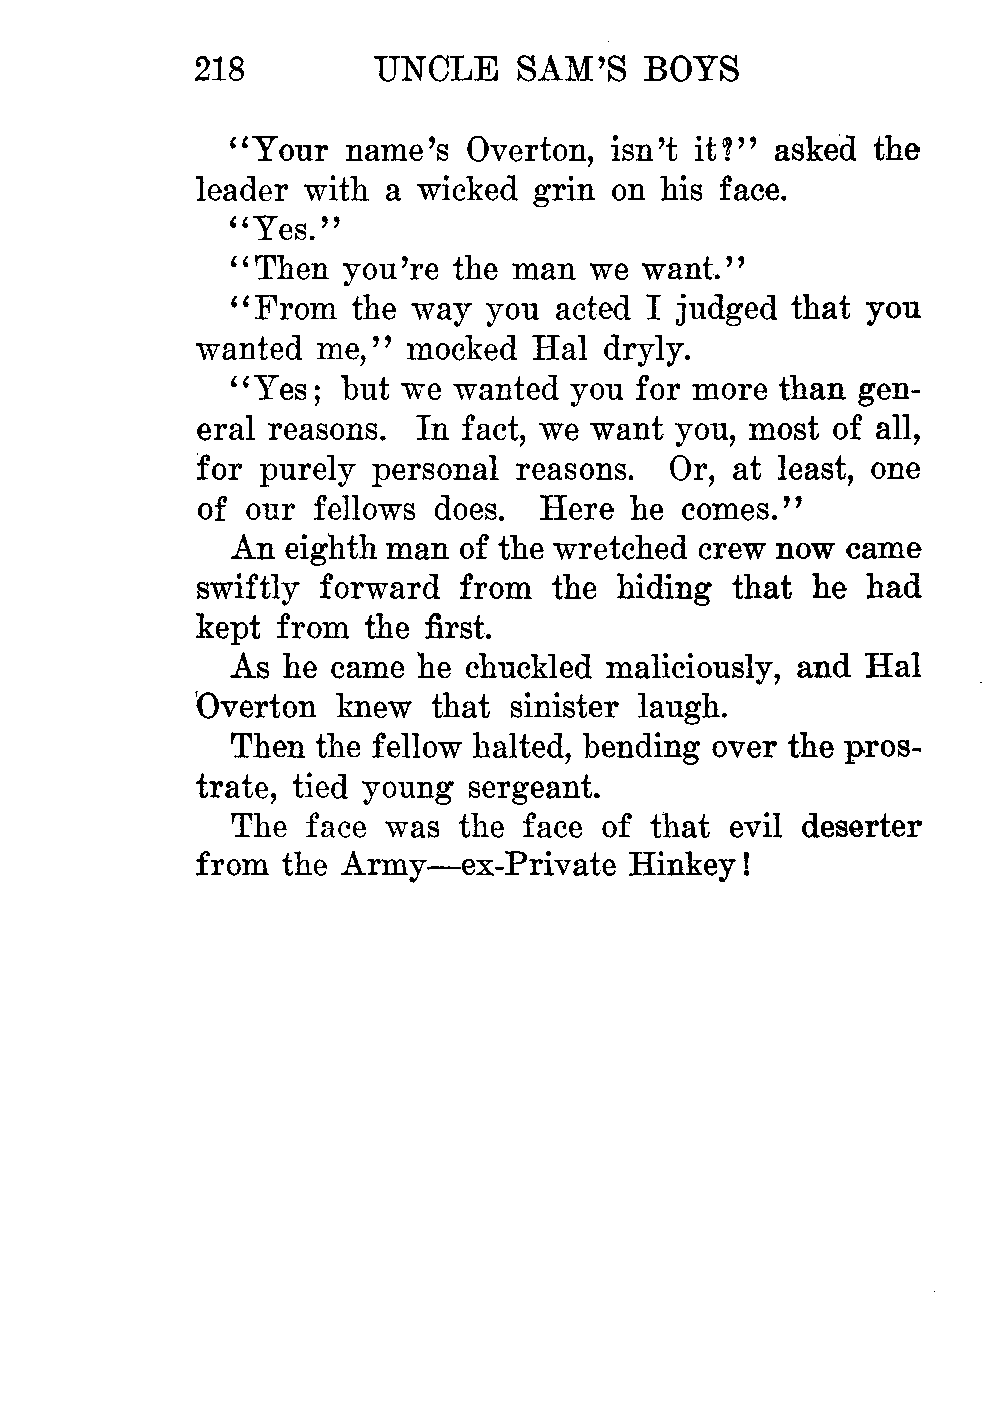 218 UNCLE SAM'S BOYS
"Your name's Overton, isn't it?" asked the
leader with a wicked grin on his face.
"Yes."
"Then you're the man we want."
"From the way you acted I judged that you
wanted me," mocked Hal dryly.
"Yes; but we wanted you for more than gen-
eral reasons. In fact, we want you, most of all,
for purely personal reasons. Or, at least, one
of our fellows does. Here he comes."
An eighth man of the wretched crew now came
swiftly forward from the hiding that he had
kept from the first.
As he came he chuckled maliciously, and Hal
Overton knew that sinister laugh.
Then the fellow halted, bending over the pros-
trate, tied young sergeant.
The face was the face of that evil deserter
from the Army—ex-Private Hinkey!